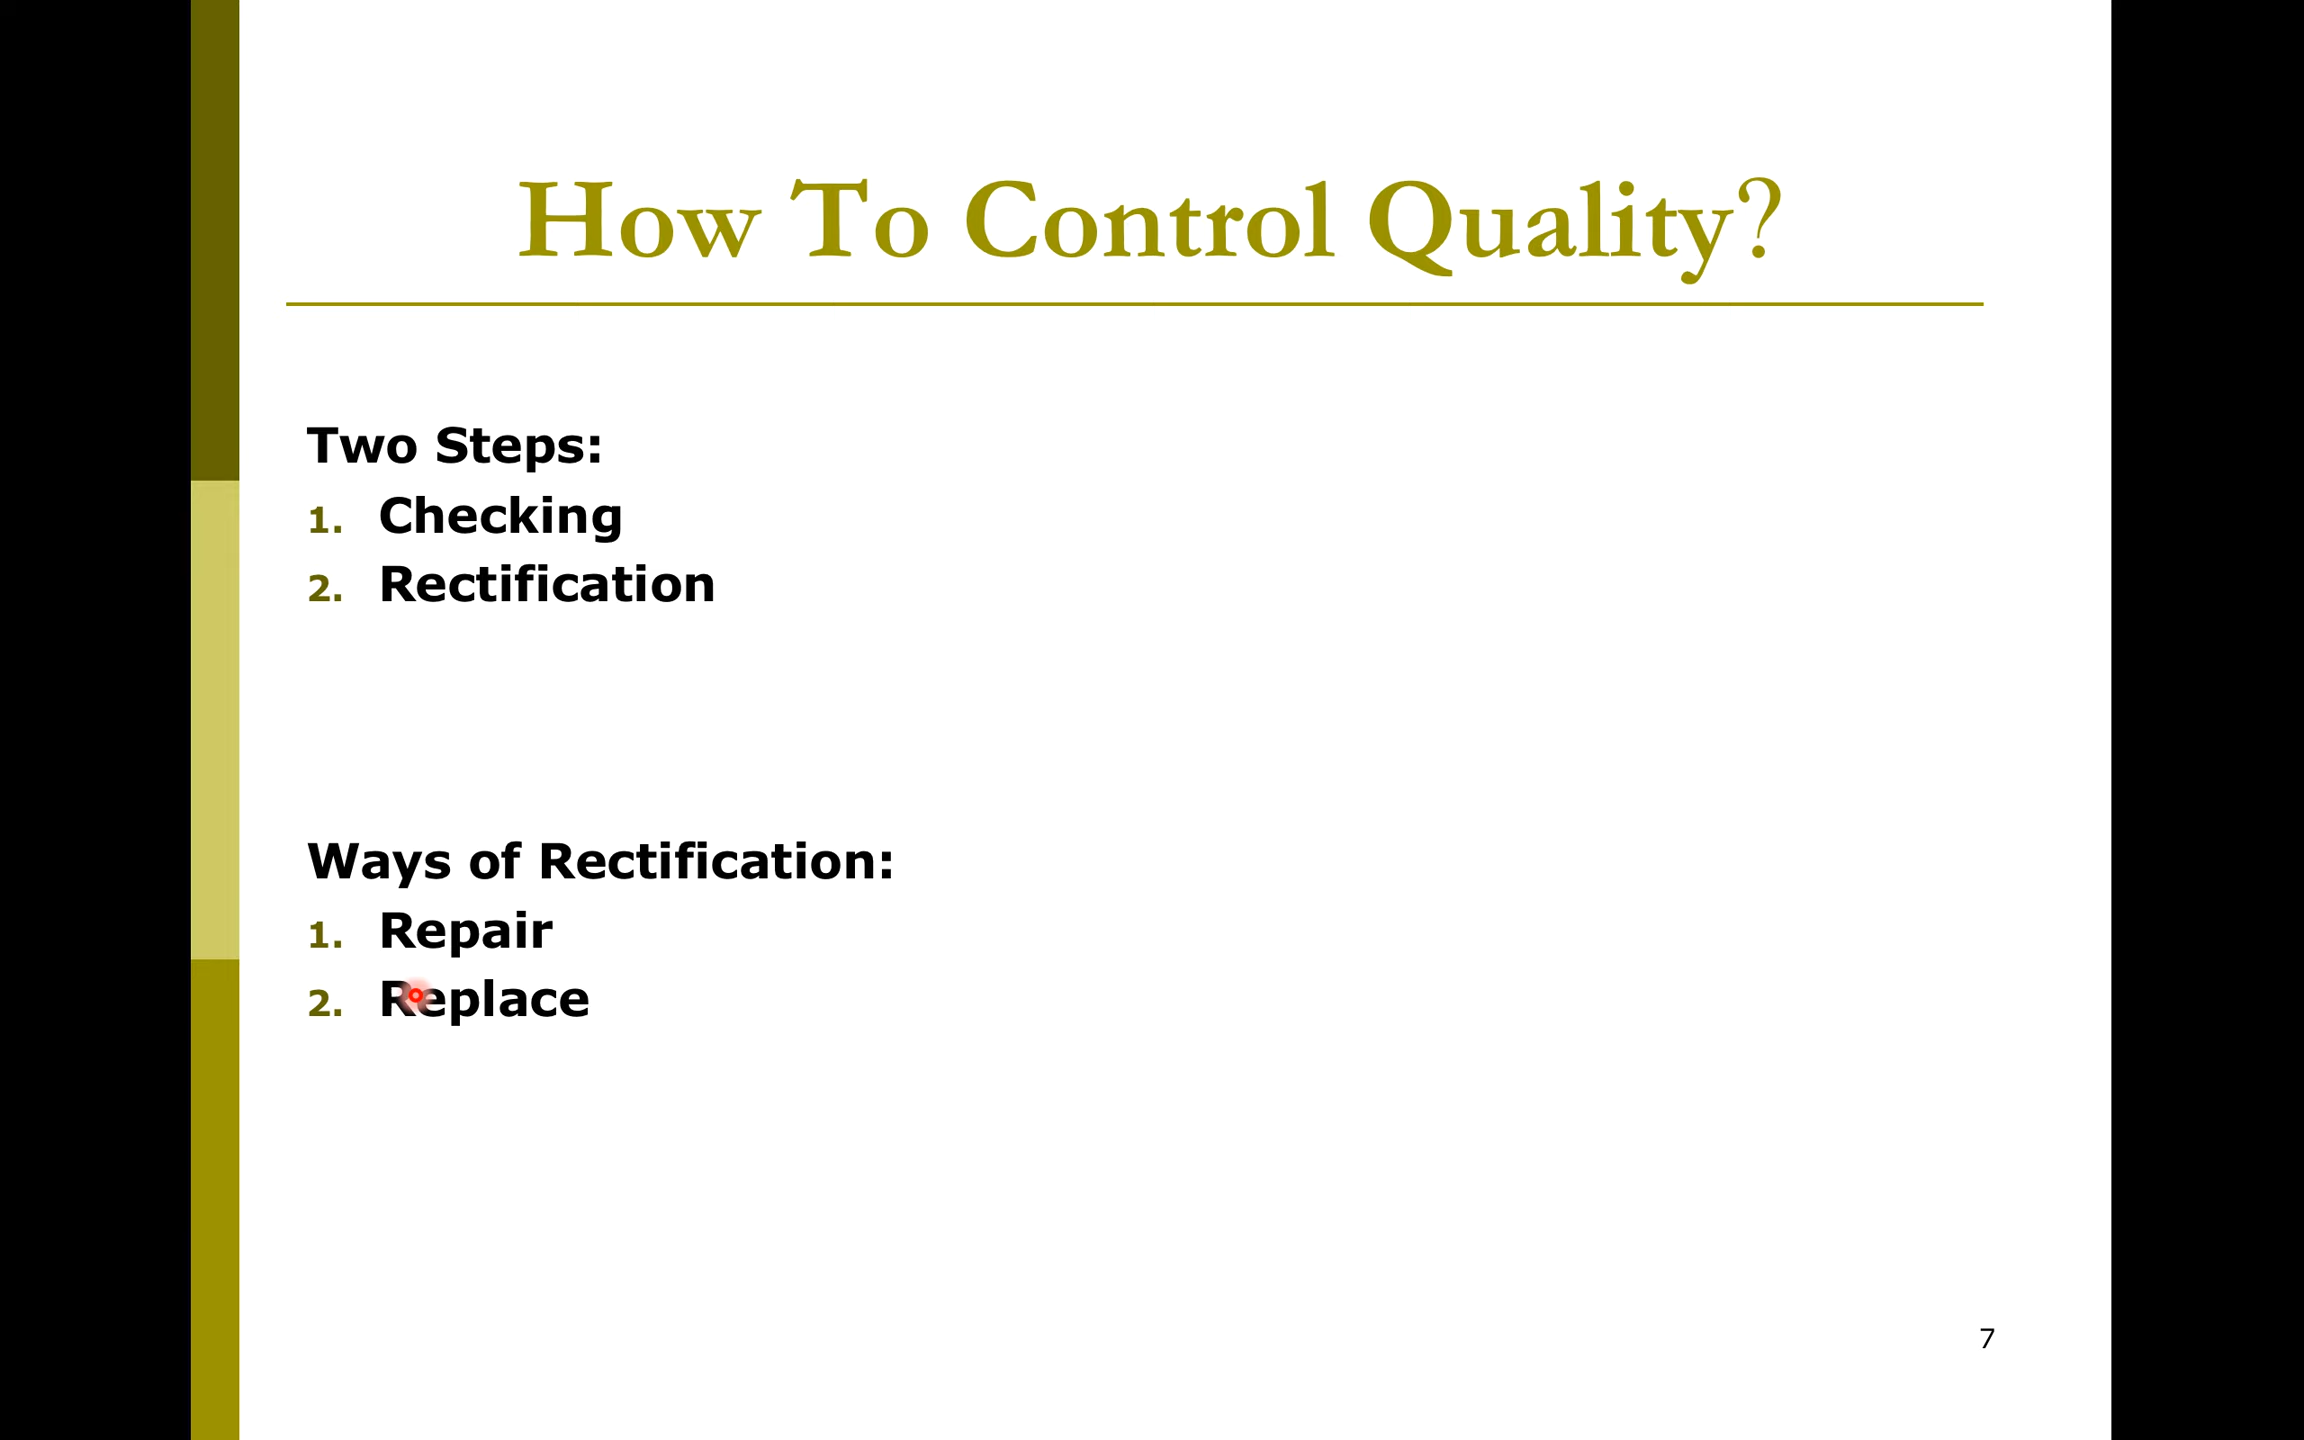 How To Control Quality?
Two Steps:
1. Checking
2. Rectification
Ways of Rectification:
1. Repair
2. Replace
7